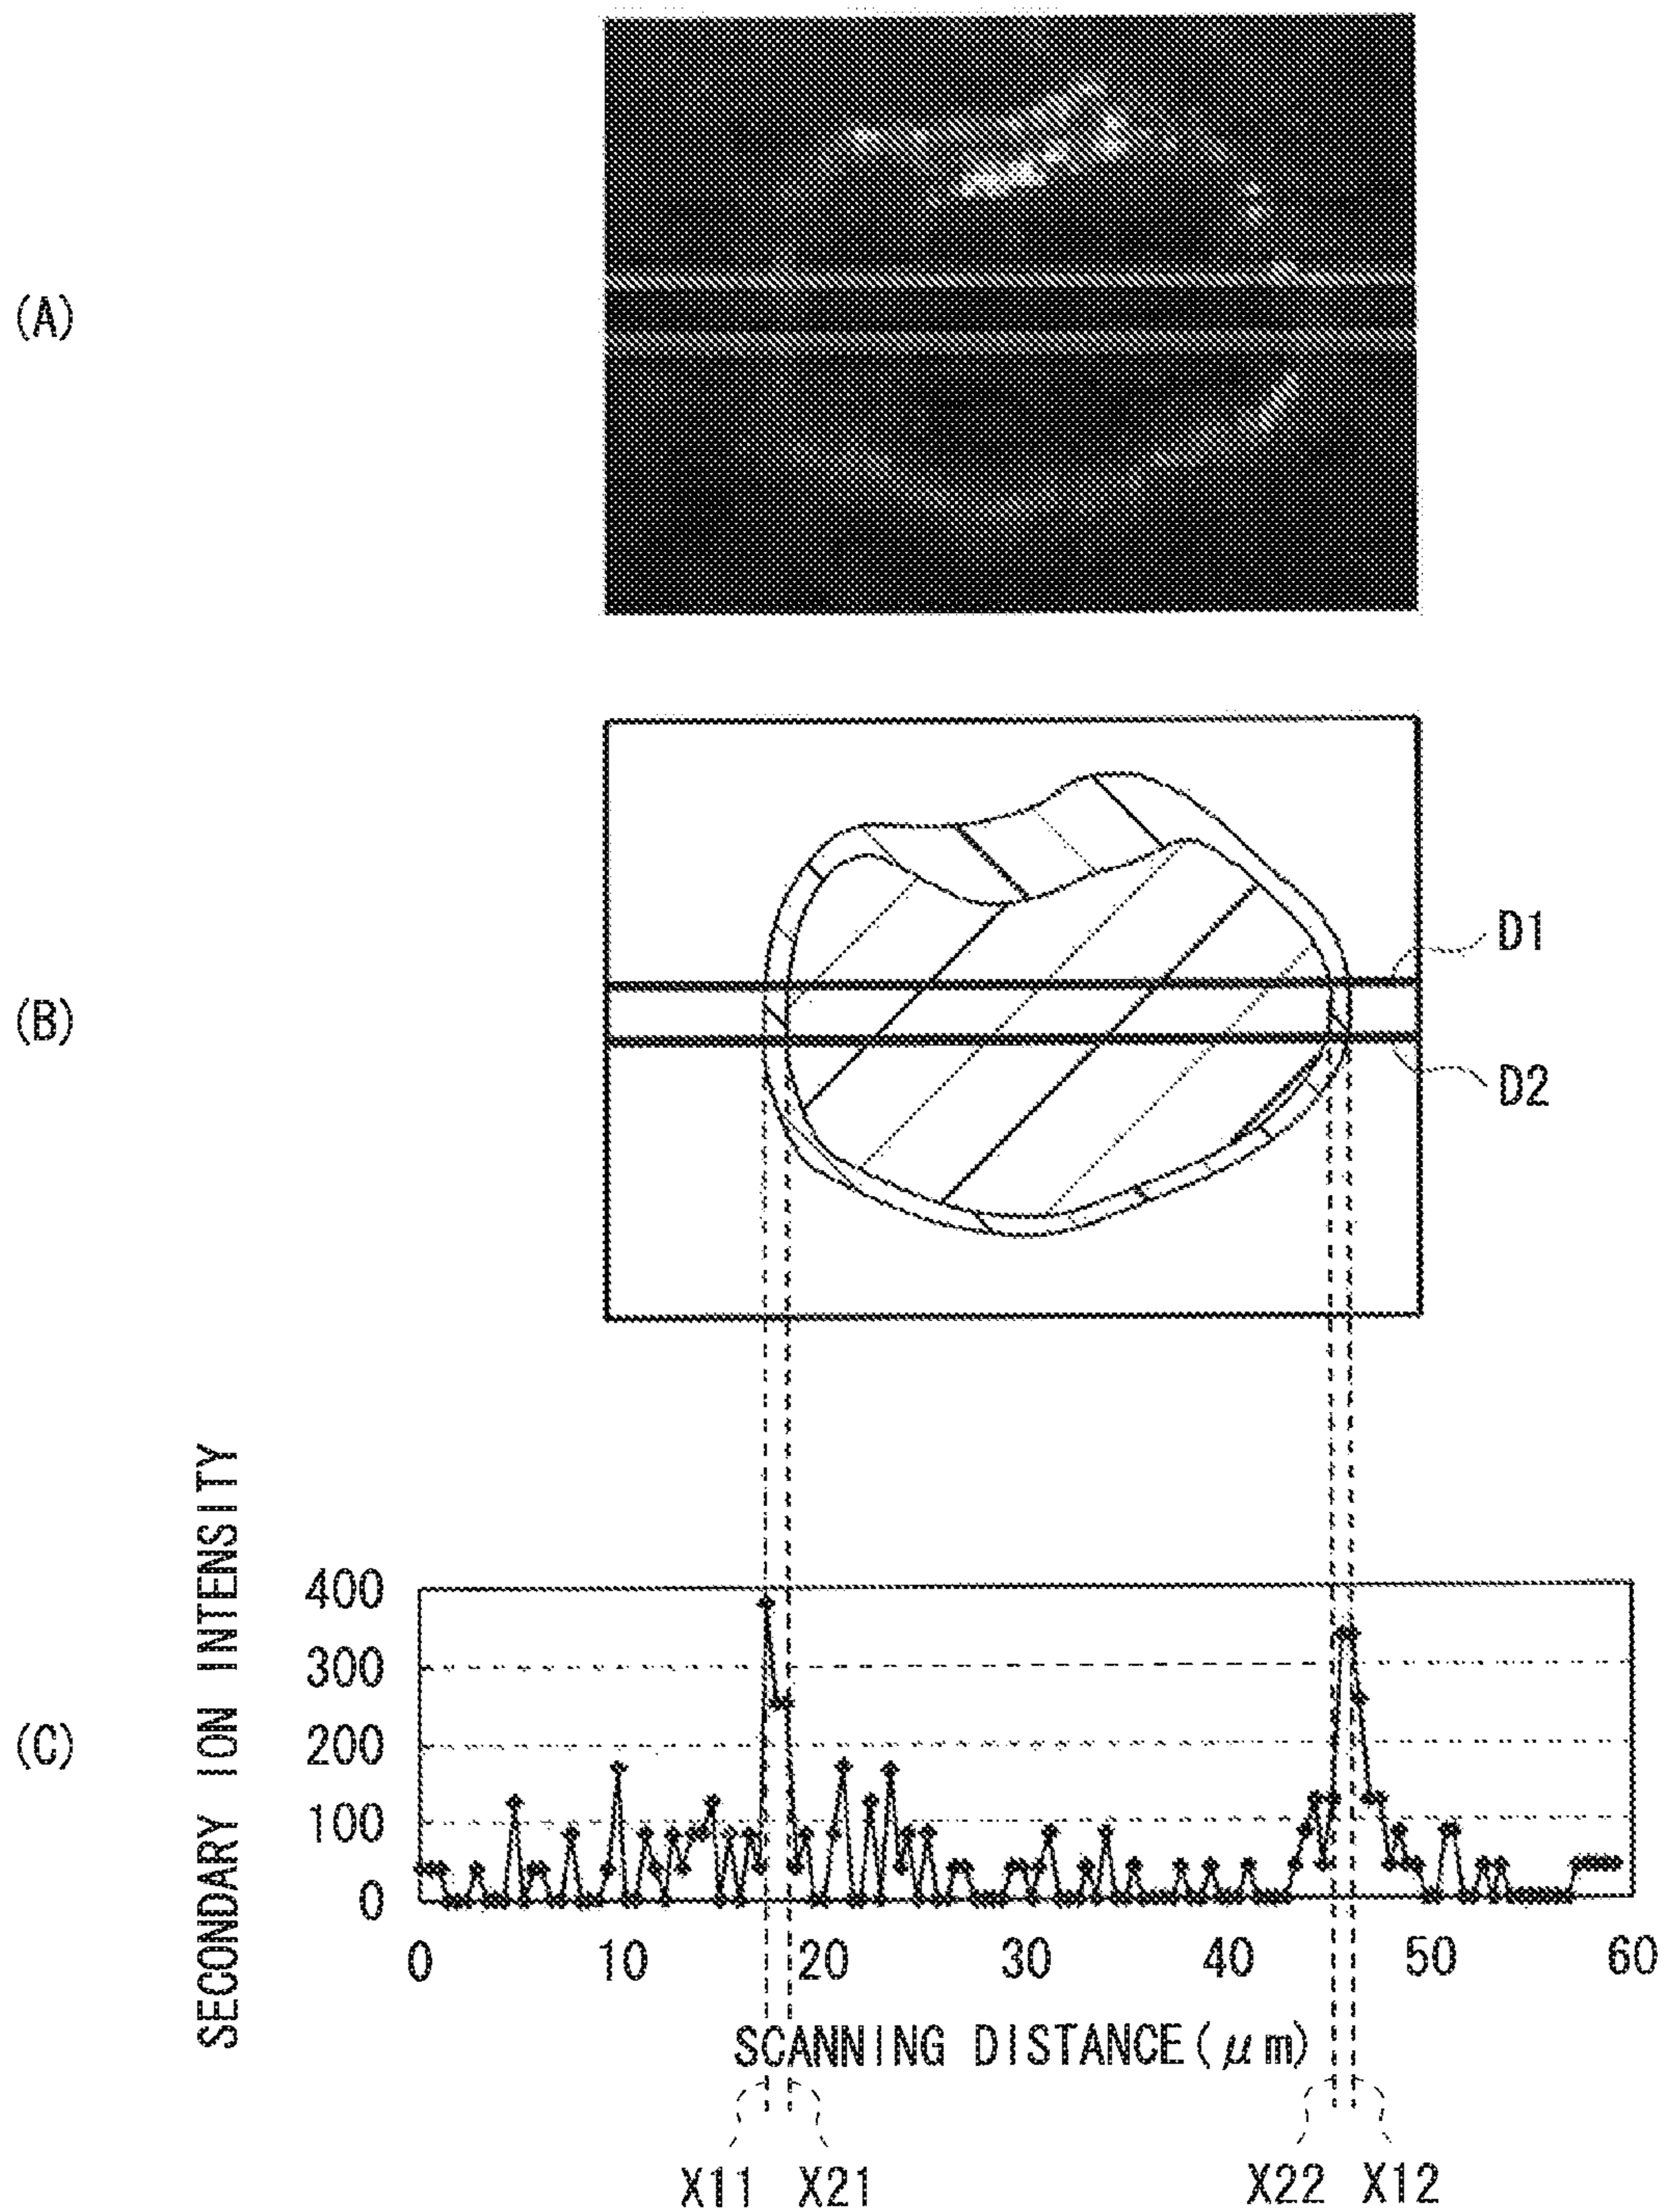 (A)
(B)
D1
D2
(C)
SECONDARY ION INTENSITY
400
300
200
100
0
0 10 20 30 40 50 60
SCANNING DISTANCE(μm)
X11 X21 X22 X12